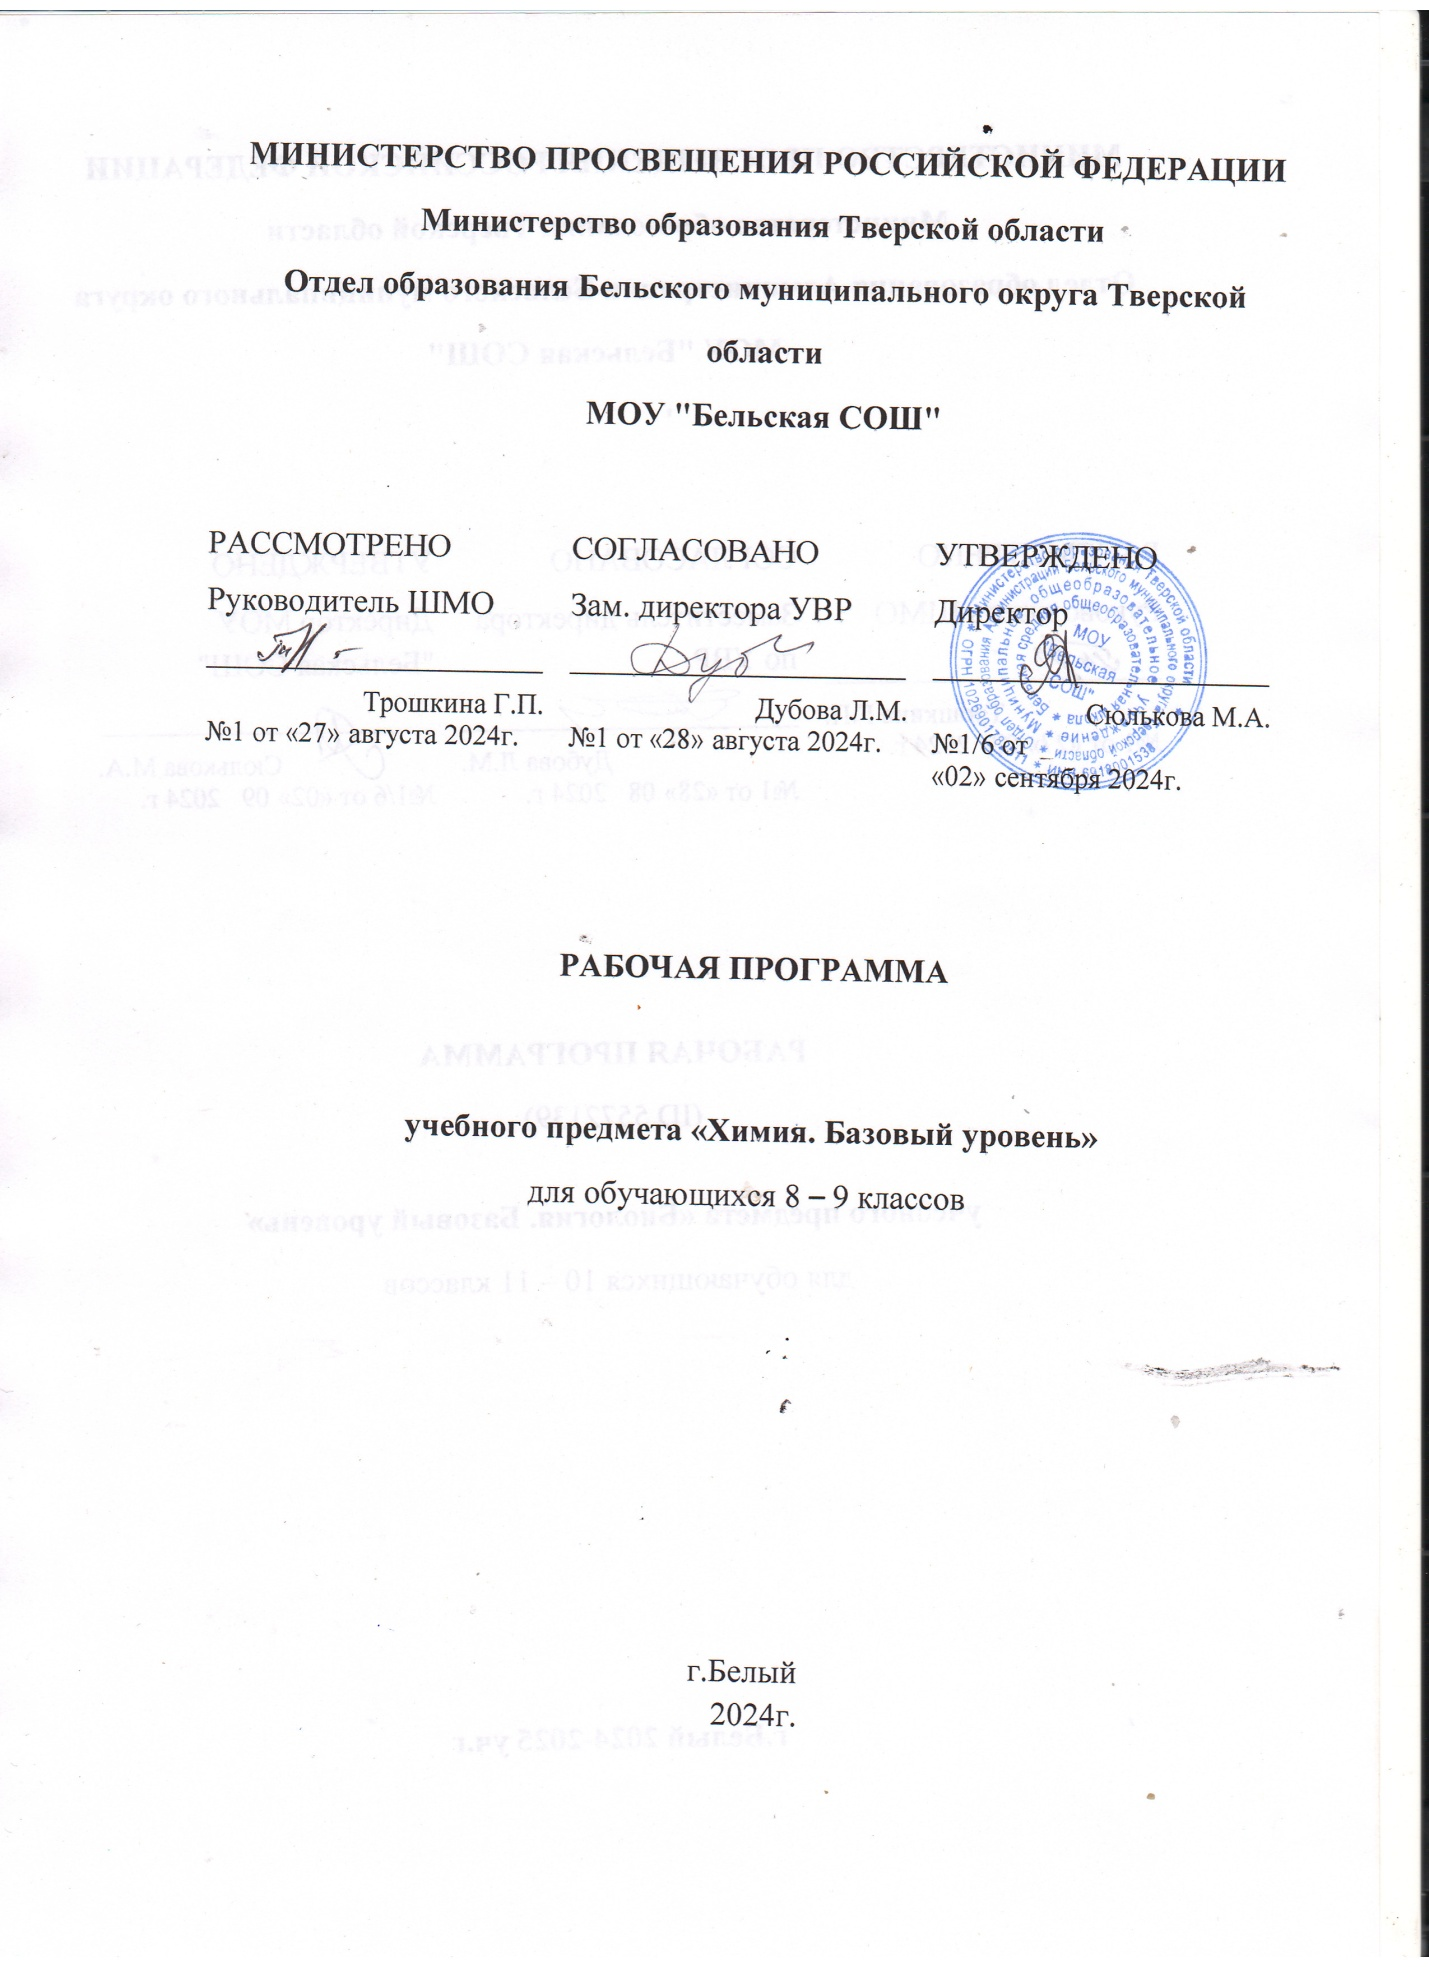 МИНИСТЕРСТВО ПРОСВЕЩЕНИЯ РОССИЙСКОЙ ФЕДЕРАЦИИ
Министерство образования Тверской области
Отдел образования Бельского муниципального округа Тверской
области
МОУ "Бельская СОШ"
РАССМОТРЕНО
Руководитель ШМО
Трошкина Г.П.
№1 от «27» августа 2024г.
СОГЛАСОВАНО
Зам. директора УВР
Дубова Л.М.
№1 от «28» августа 2024г.
УТВЕРЖДЕНО
Директор
МОУ
"Бельская
СОШ"
Сюлькова М.А.
№1/6 от
«02» сентября 2024г.
РАБОЧАЯ ПРОГРАММА
учебного предмета «Химия. Базовый уровень»
для обучающихся 8 – 9 классов
г.Белый
2024г.